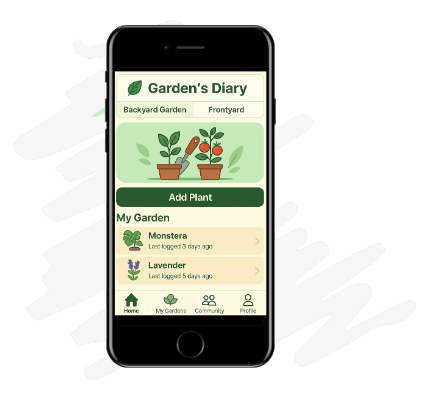 Garden's Diary
Backyard Garden Frontyard
Add Plant
My Garden
Monstera
Last logged 3 days ago
Lavender
Last logged 5 days ago
Home My Gardens Community Profile